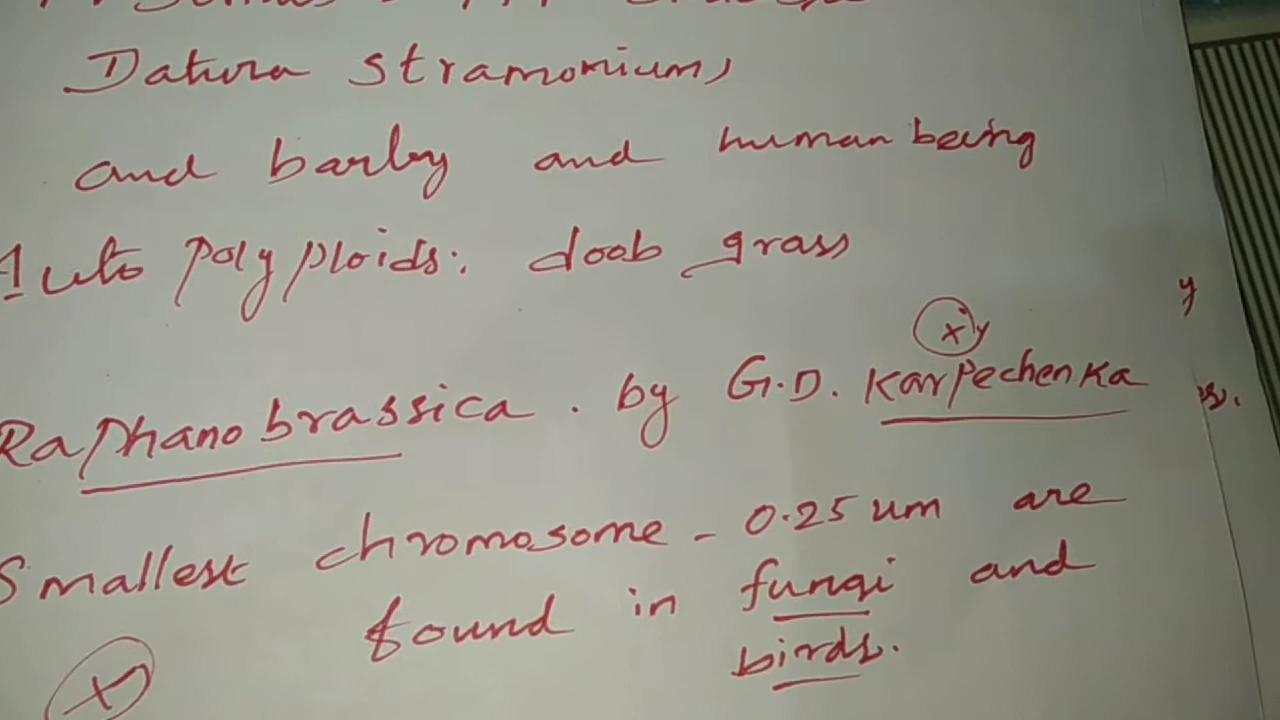 Datura stramonium,
and barley and human being
Auto polyploids: doob grass
y
x y
Raphanobrassica. by G.D. Karpechenka
Smallest chromosome - 0.25 um are
found in fungi and
birds.
x